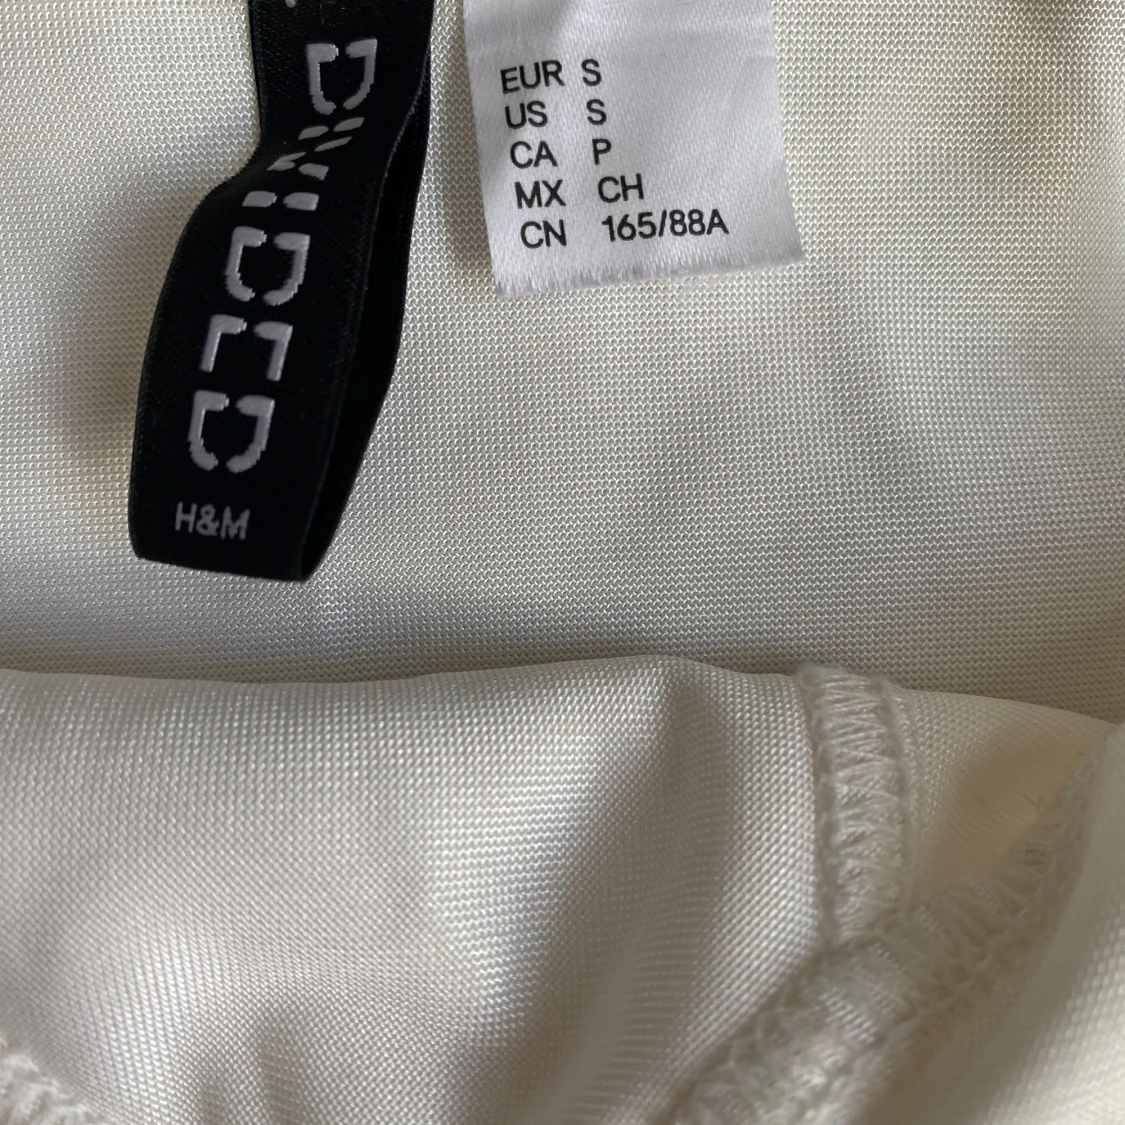 DIVIDED
H&M
EUR S
US S
CA P
MX CH
CN 165/88A